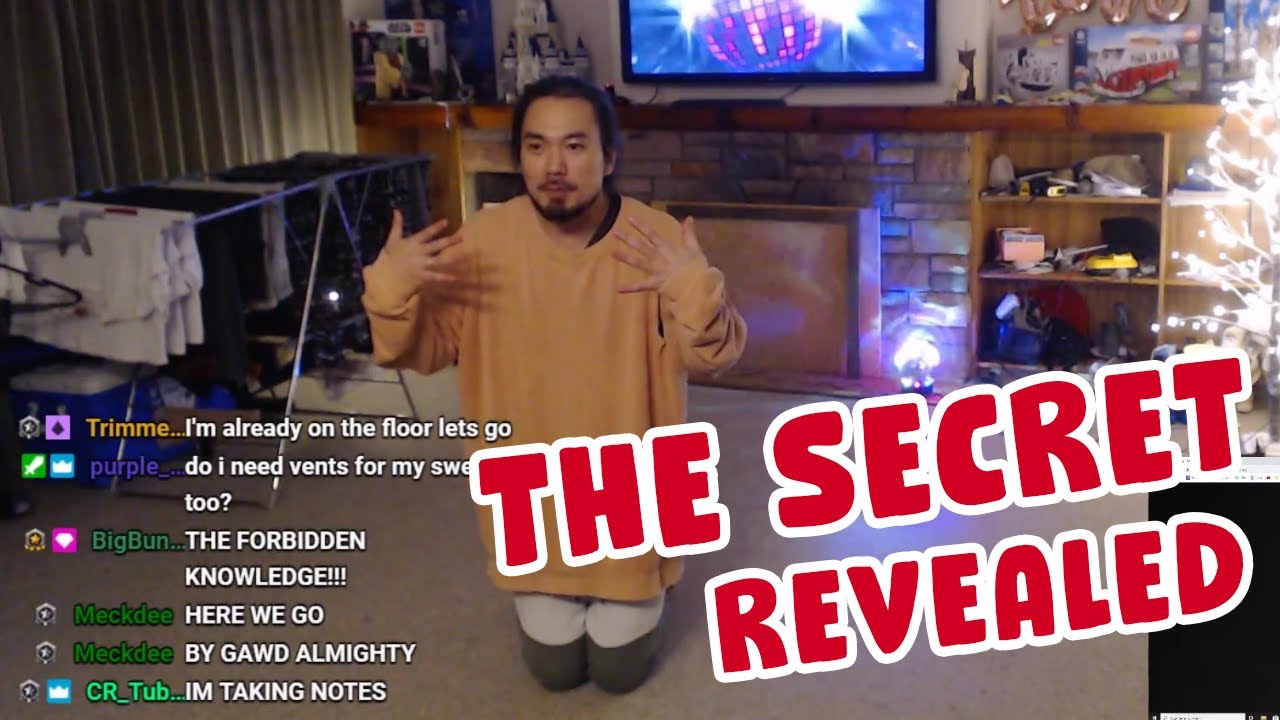 Trimme...I'm already on the floor lets go
purple_...do i need vents for my swe
too?
BigBun...THE FORBIDDEN
KNOWLEDGE!!!
Meckdee HERE WE GO
Meckdee BY GAWD ALMIGHTY
CR_Tub...IM TAKING NOTES
THE SECRET
REVEALED